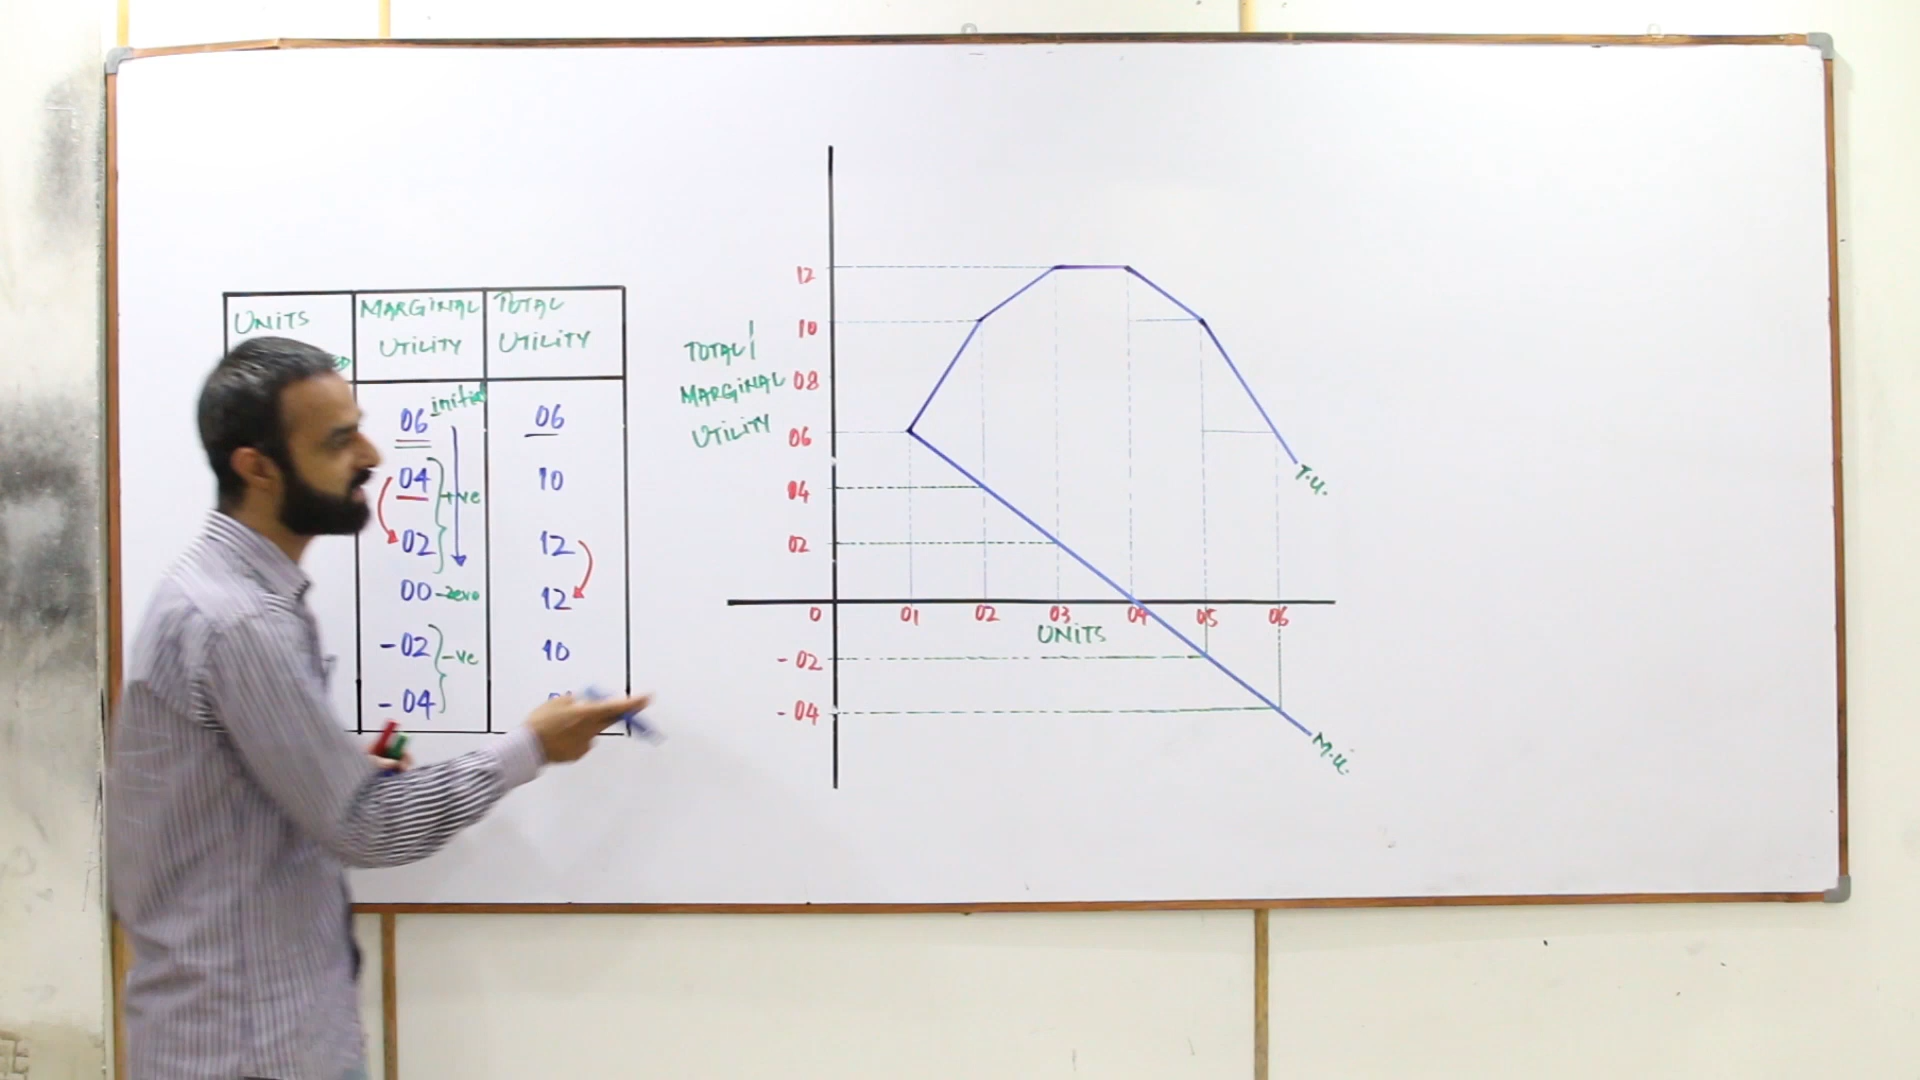 UNITS
MARGINAL
UTILITY
TOTAL
UTILITY
06 initial 06
04 +ve 10
02 12
00 - zero 12
- 02 -ve 10
- 04
TOTAL/
MARGINAL
UTILITY
12
10
08
06
04
02
0 01 02 03 04 05 06
UNITS
- 02
- 04
T.U.
M.U.